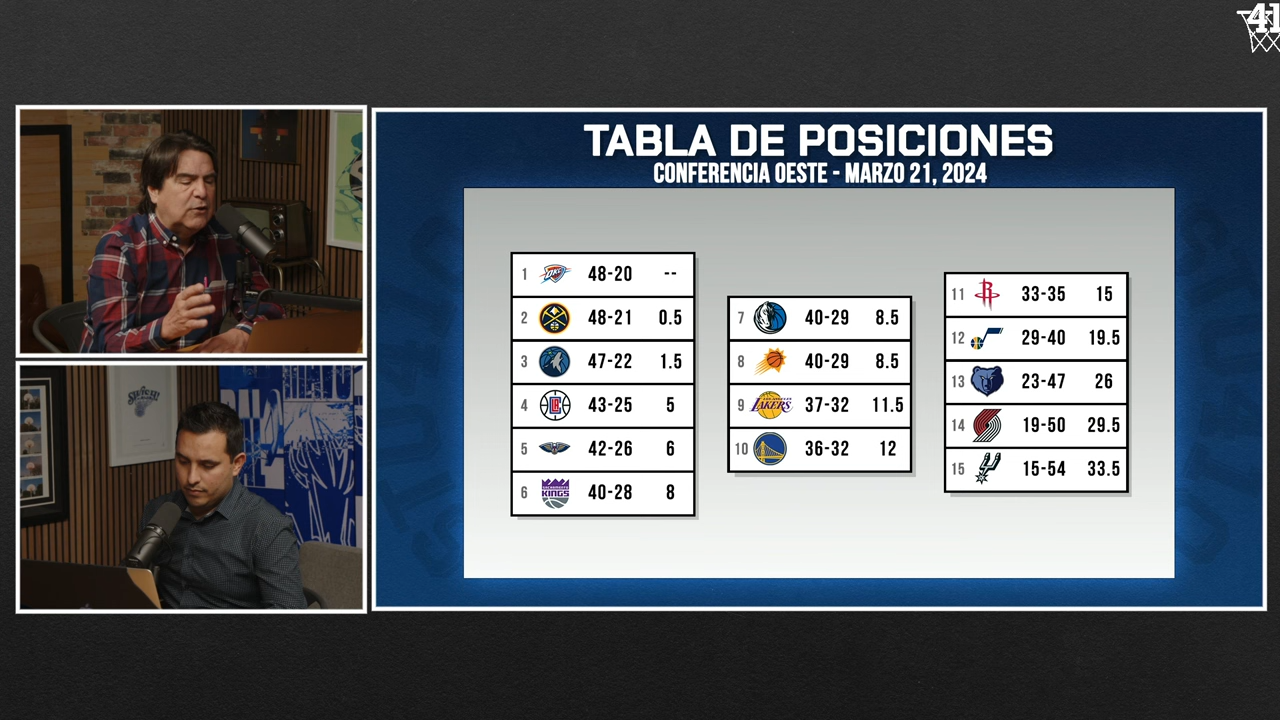 41
TABLA DE POSICIONES
CONFERENCIA OESTE - MARZO 21, 2024
1 OKC 48-20 --
2 48-21 0.5
3 47-22 1.5
4 43-25 5
5 42-26 6
6 SACRAMENTO KINGS 40-28 8
7 40-29 8.5
8 40-29 8.5
9 LAKERS 37-32 11.5
10 36-32 12
11 R 33-35 15
12 29-40 19.5
13 23-47 26
14 19-50 29.5
15 15-54 33.5